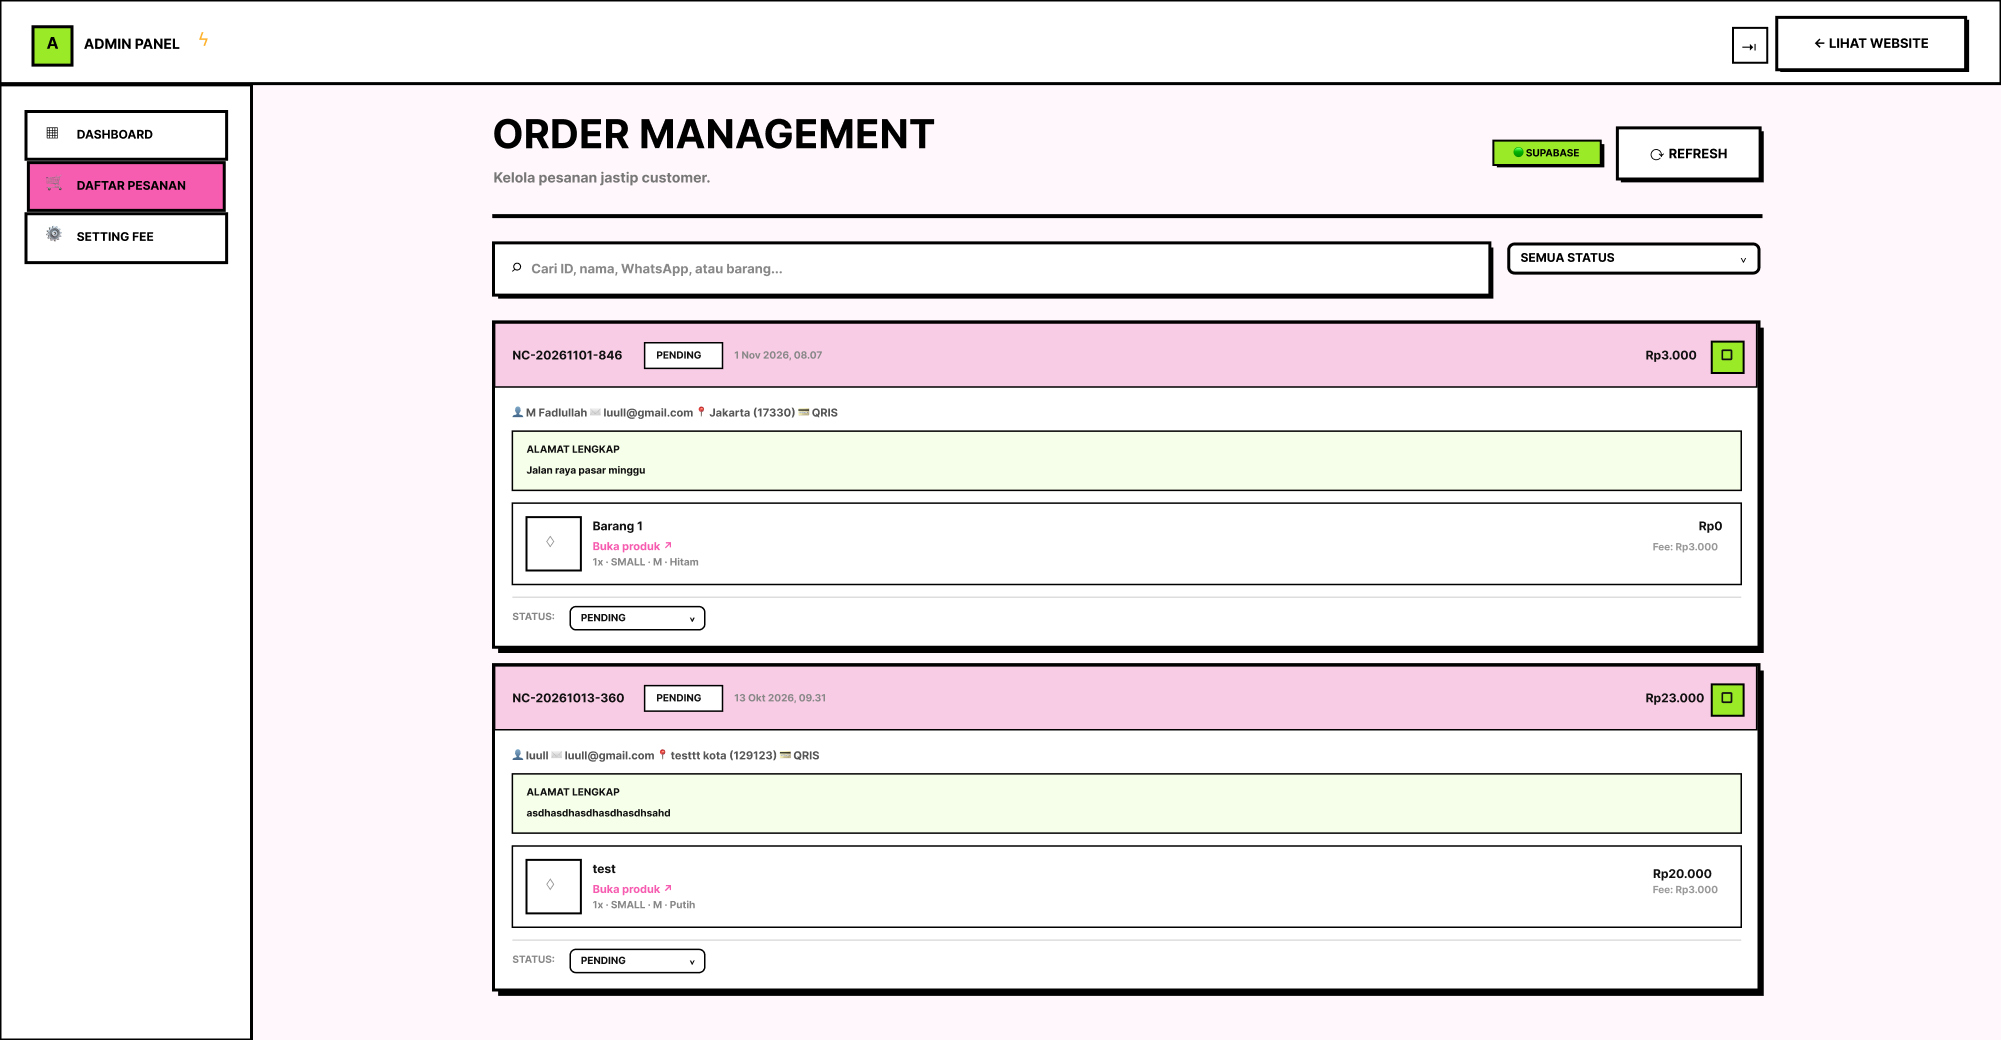 A ADMIN PANEL
← LIHAT WEBSITE
DASHBOARD
DAFTAR PESANAN
SETTING FEE
ORDER MANAGEMENT
Kelola pesanan jastip customer.
SUPABASE
REFRESH
Cari ID, nama, WhatsApp, atau barang...
SEMUA STATUS
NC-20261101-846 PENDING 1 Nov 2026, 08.07 Rp3.000
M Fadlullah luull@gmail.com Jakarta (17330) QRIS
ALAMAT LENGKAP
Jalan raya pasar minggu
Barang 1 Rp0
Buka produk ↗ Fee: Rp3.000
1x · SMALL · M · Hitam
STATUS: PENDING
NC-20261013-360 PENDING 13 Okt 2026, 09.31 Rp23.000
luull luull@gmail.com testtt kota (129123) QRIS
ALAMAT LENGKAP
asdhasdhasdhasdhasdhsahd
test Rp20.000
Buka produk ↗ Fee: Rp3.000
1x · SMALL · M · Putih
STATUS: PENDING